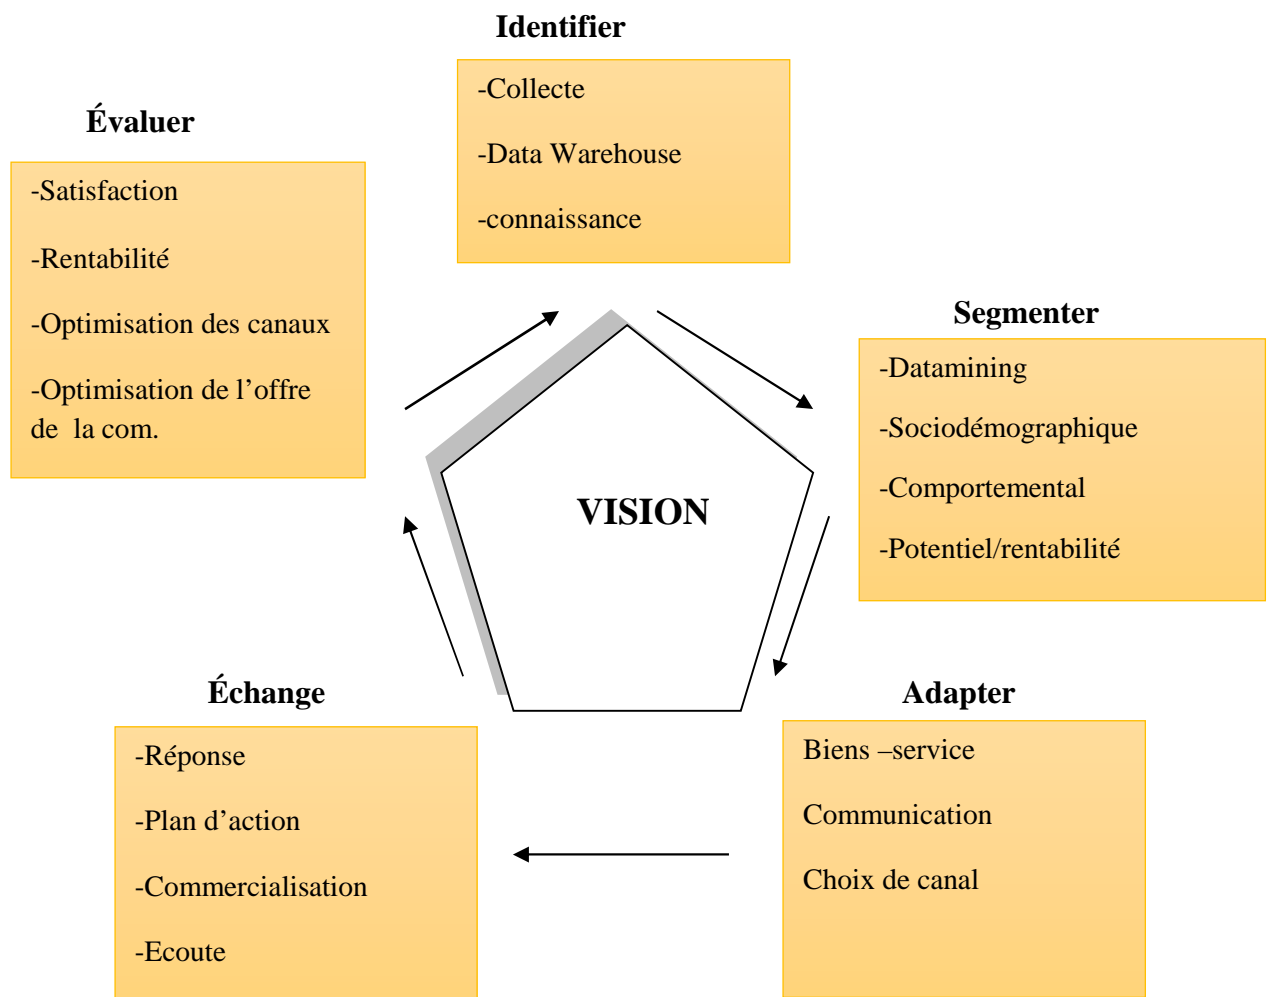 Identifier
-Collecte
-Data Warehouse
-connaissance
Évaluer
-Satisfaction
-Rentabilité
-Optimisation des canaux
-Optimisation de l’offre
de  la com.
Segmenter
-Datamining
-Sociodémographique
-Comportemental
-Potentiel/rentabilité
VISION
Échange
-Réponse
-Plan d’action
-Commercialisation
-Ecoute
Adapter
Biens –service
Communication
Choix de canal